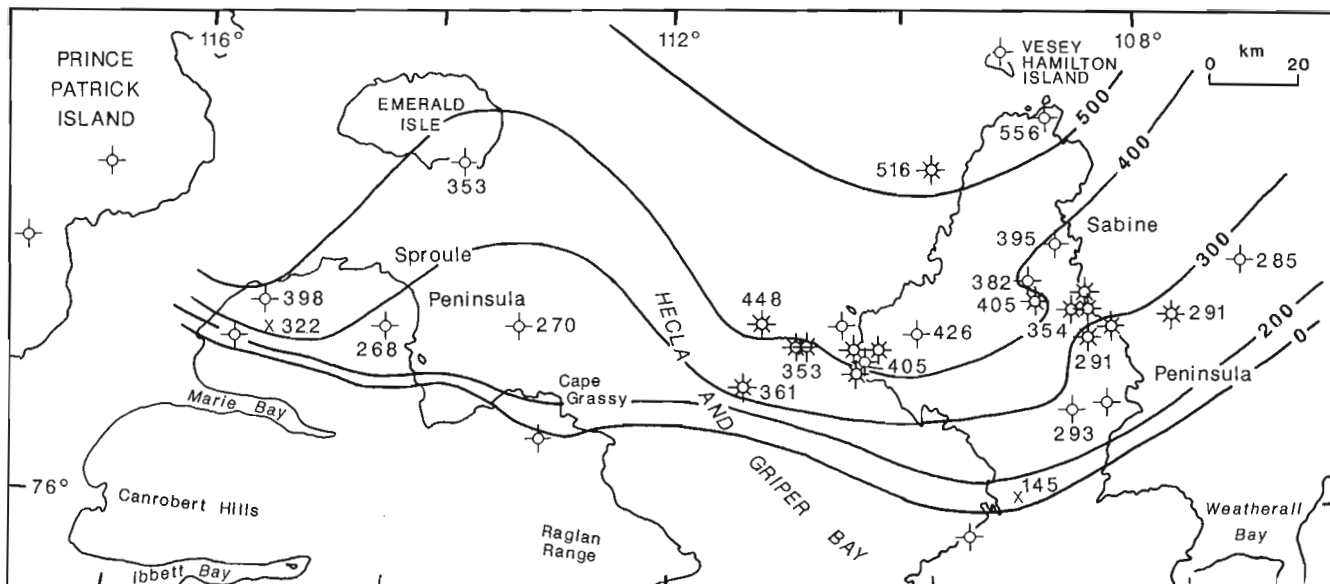 116°
112°
108°
km
0 20
PRINCE
PATRICK
ISLAND
EMERALD
ISLE
VESEY
HAMILTON
ISLAND
556
500
400
516
353
300
Sabine
395
285
Sproule
398
382
405
X 322
Peninsula
268
270
HECLA AND
GRIPER BAY
448
426
354
291
200
0
353
405
291
Peninsula
Cape
Grassy
361
293
Marie Bay
76°
X 145
Canrobert Hills
Raglan
Range
Weatherall
Bay
Ibbett Bay